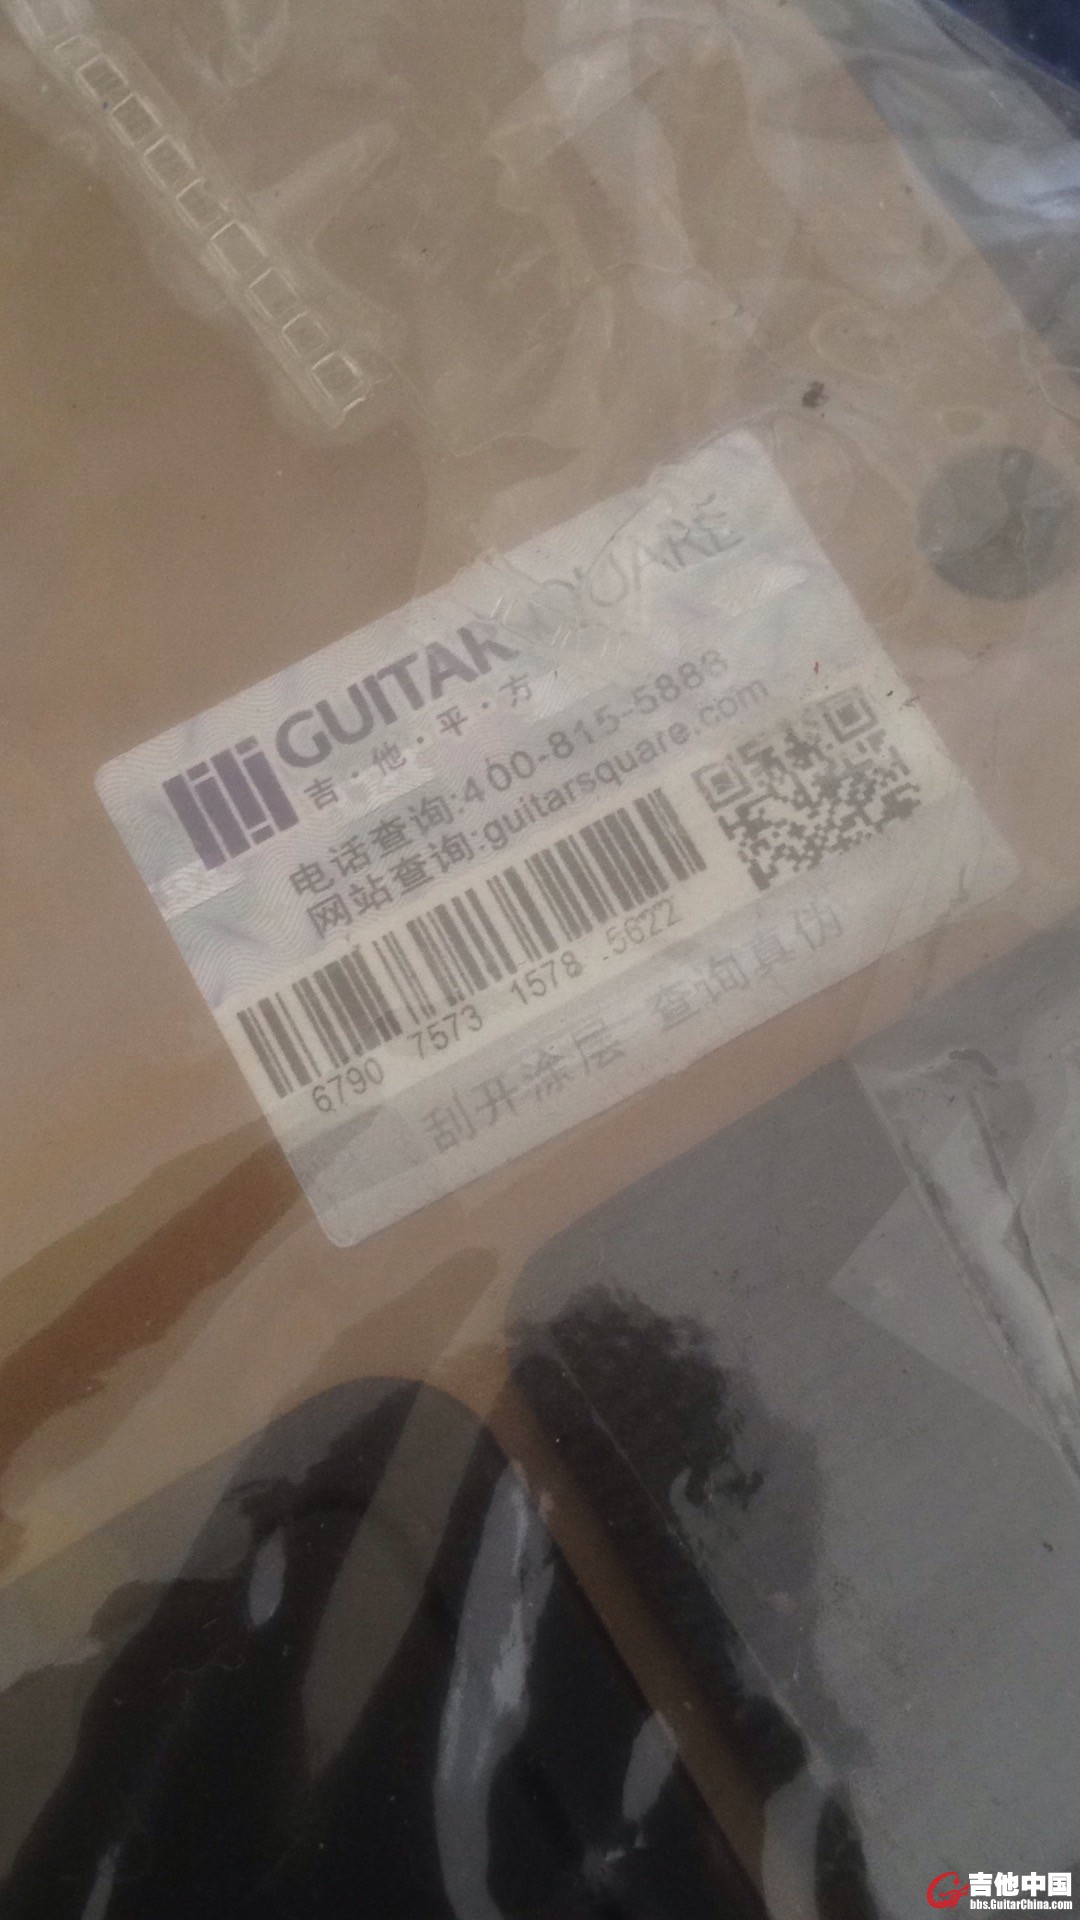 GUITAR SQUARE
吉·他·平·方
电话查询:400-815-5888
网站查询:guitarsquare.com
6790 7573 1578 5622
刮开涂层 查询真伪
吉他中国
bbs.GuitarChina.com